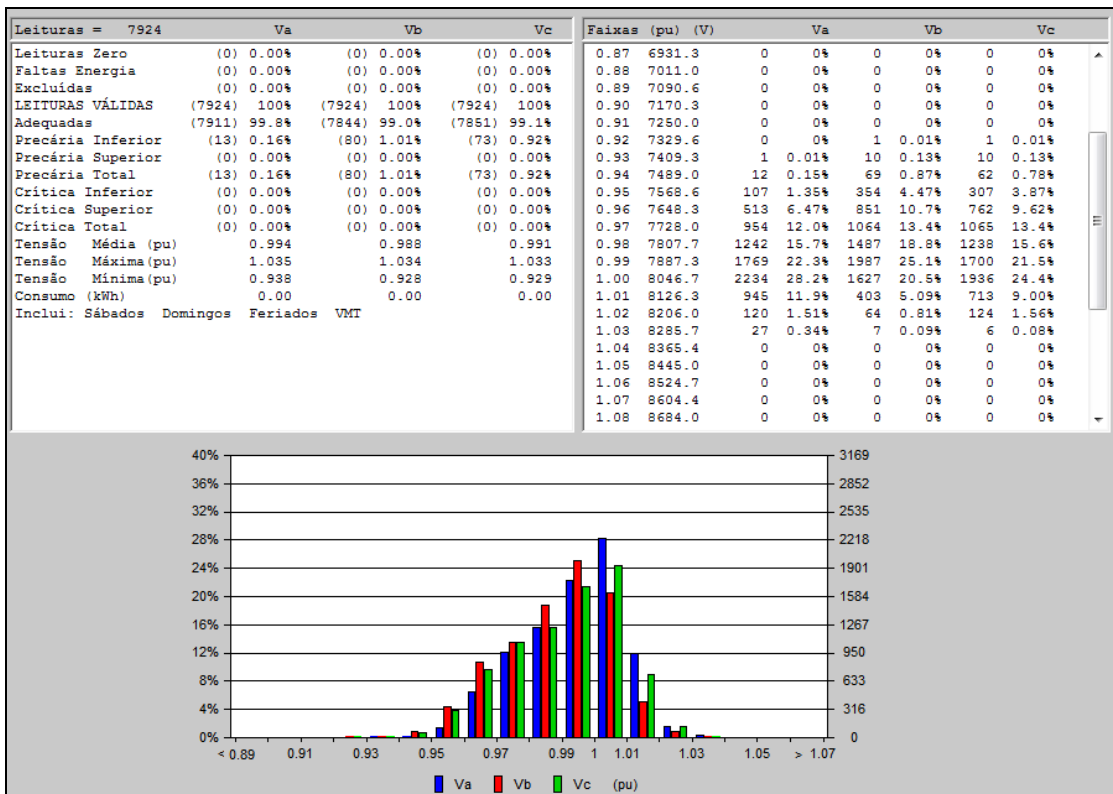 Leituras = 7924 Va Vb Vc
Leituras Zero (0) 0.00% (0) 0.00% (0) 0.00%
Faltas Energia (0) 0.00% (0) 0.00% (0) 0.00%
Excluídas (0) 0.00% (0) 0.00% (0) 0.00%
LEITURAS VÁLIDAS (7924) 100% (7924) 100% (7924) 100%
Adequadas (7911) 99.8% (7844) 99.0% (7851) 99.1%
Precária Inferior (13) 0.16% (80) 1.01% (73) 0.92%
Precária Superior (0) 0.00% (0) 0.00% (0) 0.00%
Precária Total (13) 0.16% (80) 1.01% (73) 0.92%
Crítica Inferior (0) 0.00% (0) 0.00% (0) 0.00%
Crítica Superior (0) 0.00% (0) 0.00% (0) 0.00%
Crítica Total (0) 0.00% (0) 0.00% (0) 0.00%
Tensão Média (pu) 0.994 0.988 0.991
Tensão Máxima(pu) 1.035 1.034 1.033
Tensão Mínima(pu) 0.938 0.928 0.929
Consumo (kWh) 0.00 0.00 0.00
Inclui: Sábados Domingos Feriados VMT
Faixas (pu) (V) Va Vb Vc
0.87 6931.3 0 0% 0 0% 0 0%
0.88 7011.0 0 0% 0 0% 0 0%
0.89 7090.6 0 0% 0 0% 0 0%
0.90 7170.3 0 0% 0 0% 0 0%
0.91 7250.0 0 0% 0 0% 0 0%
0.92 7329.6 0 0% 1 0.01% 1 0.01%
0.93 7409.3 1 0.01% 10 0.13% 10 0.13%
0.94 7489.0 12 0.15% 69 0.87% 62 0.78%
0.95 7568.6 107 1.35% 354 4.47% 307 3.87%
0.96 7648.3 513 6.47% 851 10.7% 762 9.62%
0.97 7728.0 954 12.0% 1064 13.4% 1065 13.4%
0.98 7807.7 1242 15.7% 1487 18.8% 1238 15.6%
0.99 7887.3 1769 22.3% 1987 25.1% 1700 21.5%
1.00 8046.7 2234 28.2% 1627 20.5% 1936 24.4%
1.01 8126.3 945 11.9% 403 5.09% 713 9.00%
1.02 8206.0 120 1.51% 64 0.81% 124 1.56%
1.03 8285.7 27 0.34% 7 0.09% 6 0.08%
1.04 8365.4 0 0% 0 0% 0 0%
1.05 8445.0 0 0% 0 0% 0 0%
1.06 8524.7 0 0% 0 0% 0 0%
1.07 8604.4 0 0% 0 0% 0 0%
1.08 8684.0 0 0% 0 0% 0 0%
40% 3169
36% 2852
32% 2535
28% 2218
24% 1901
20% 1584
16% 1267
12% 950
8% 633
4% 316
0% 0
< 0.89 0.91 0.93 0.95 0.97 0.99 1 1.01 1.03 1.05 > 1.07
Va Vb Vc (pu)